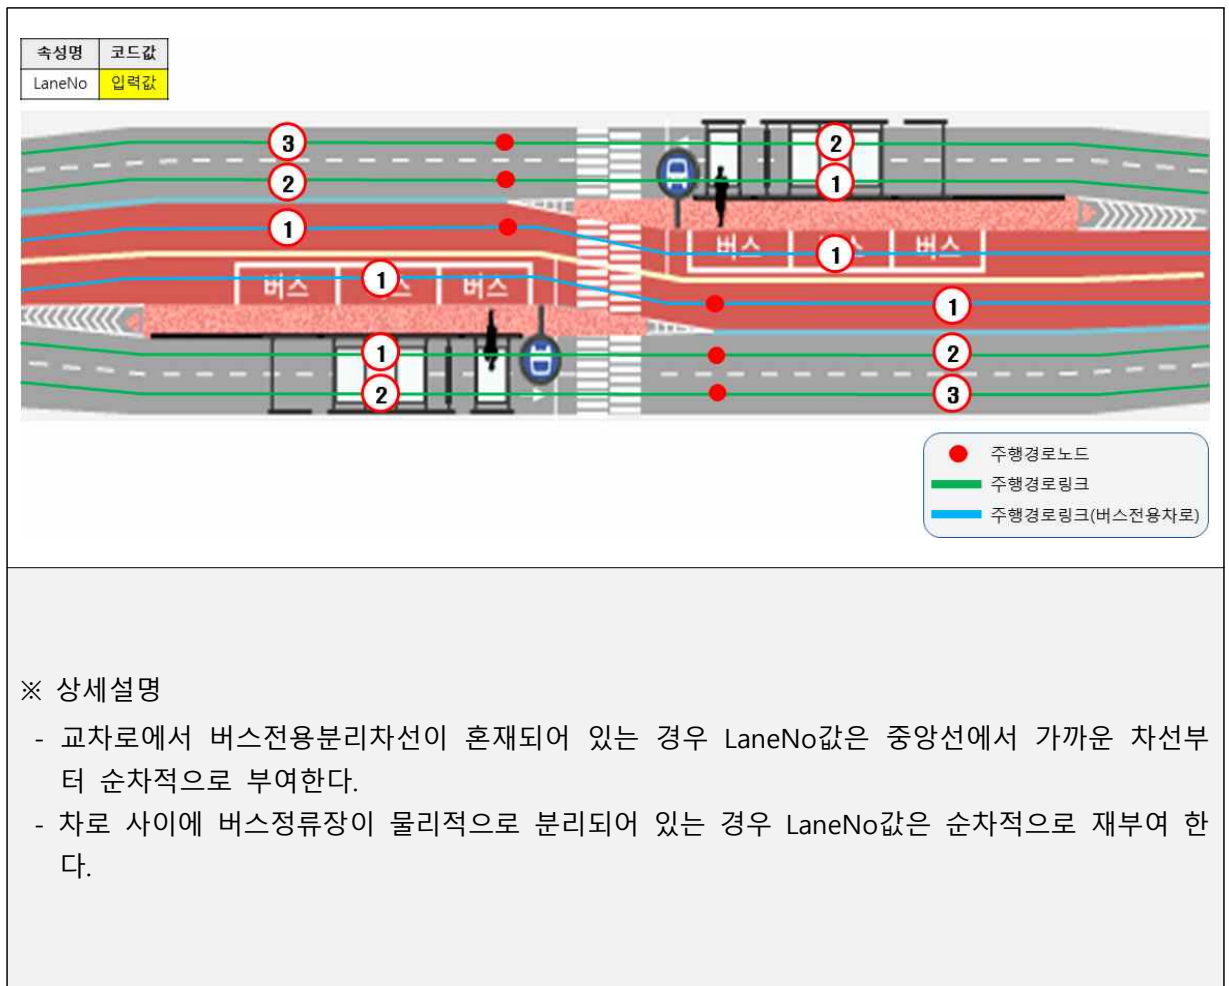 속성명 코드값
LaneNo 입력값
3 2
2 1
1 버스 1 버스
버스 1 버스 1
1 2
2 3
주행경로노드
주행경로링크
주행경로링크(버스전용차로)
※ 상세설명
- 교차로에서 버스전용분리차선이 혼재되어 있는 경우 LaneNo값은 중앙선에서 가까운 차선부
터 순차적으로 부여한다.
- 차로 사이에 버스정류장이 물리적으로 분리되어 있는 경우 LaneNo값은 순차적으로 재부여 한
다.